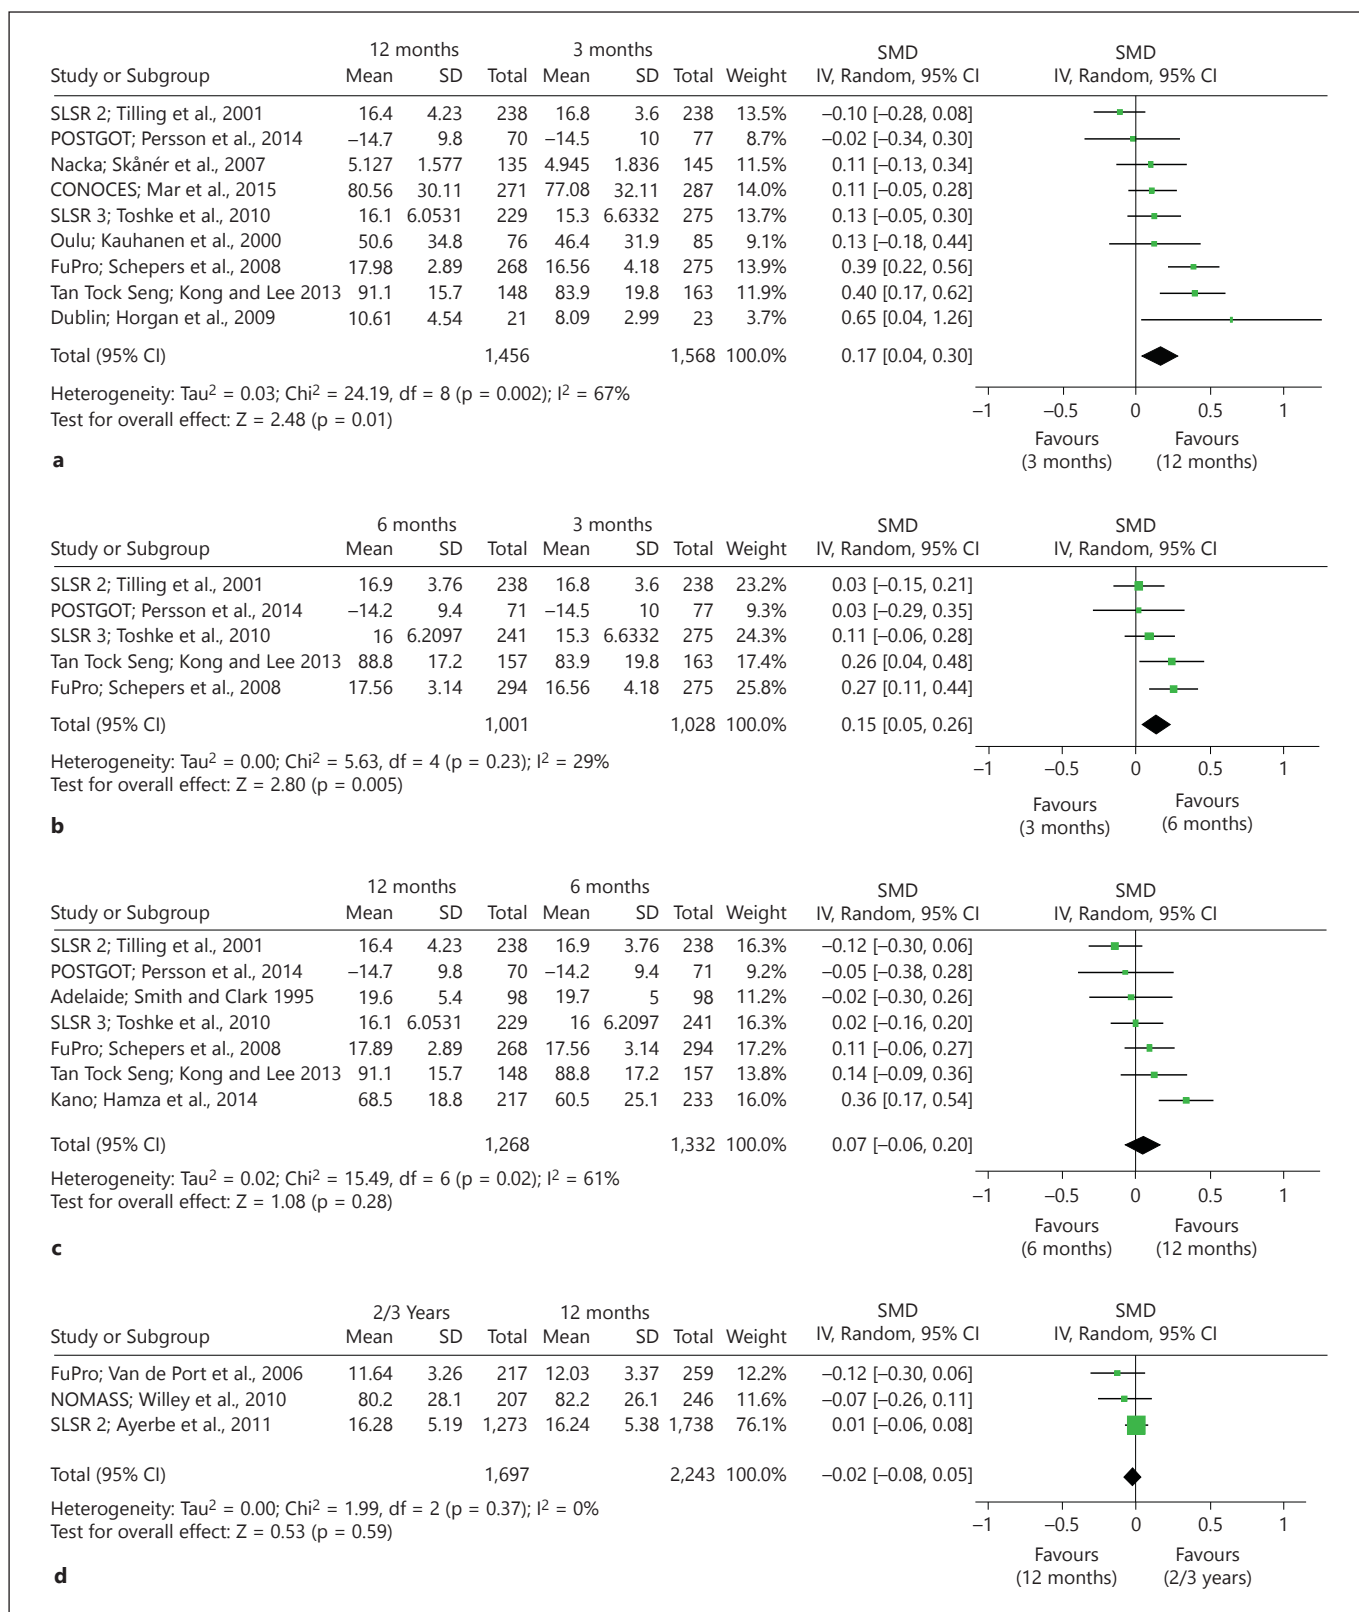 12 months 3 months SMD SMD
Study or Subgroup Mean SD Total Mean SD Total Weight IV, Random, 95% CI IV, Random, 95% CI
SLSR 2; Tilling et al., 2001 16.4 4.23 238 16.8 3.6 238 13.5% –0.10 [–0.28, 0.08]
POSTGOT; Persson et al., 2014 –14.7 9.8 70 –14.5 10 77 8.7% –0.02 [–0.34, 0.30]
Nacka; Skånér et al., 2007 5.127 1.577 135 4.945 1.836 145 11.5% 0.11 [–0.13, 0.34]
CONOCES; Mar et al., 2015 80.56 30.11 271 77.08 32.11 287 14.0% 0.11 [–0.05, 0.28]
SLSR 3; Toshke et al., 2010 16.1 6.0531 229 15.3 6.6332 275 13.7% 0.13 [–0.05, 0.30]
Oulu; Kauhanen et al., 2000 50.6 34.8 76 46.4 31.9 85 9.1% 0.13 [–0.18, 0.44]
FuPro; Schepers et al., 2008 17.98 2.89 268 16.56 4.18 275 13.9% 0.39 [0.22, 0.56]
Tan Tock Seng; Kong and Lee 2013 91.1 15.7 148 83.9 19.8 163 11.9% 0.40 [0.17, 0.62]
Dublin; Horgan et al., 2009 10.61 4.54 21 8.09 2.99 23 3.7% 0.65 [0.04, 1.26]
Total (95% CI) 1,456 1,568 100.0% 0.17 [0.04, 0.30]
Heterogeneity: Tau² = 0.03; Chi² = 24.19, df = 8 (p = 0.002); I² = 67%
Test for overall effect: Z = 2.48 (p = 0.01)
–1 –0.5 0 0.5 1
Favours Favours
(3 months) (12 months)
a
6 months 3 months SMD SMD
Study or Subgroup Mean SD Total Mean SD Total Weight IV, Random, 95% CI IV, Random, 95% CI
SLSR 2; Tilling et al., 2001 16.9 3.76 238 16.8 3.6 238 23.2% 0.03 [–0.15, 0.21]
POSTGOT; Persson et al., 2014 –14.2 9.4 71 –14.5 10 77 9.3% 0.03 [–0.29, 0.35]
SLSR 3; Toshke et al., 2010 16 6.2097 241 15.3 6.6332 275 24.3% 0.11 [–0.06, 0.28]
Tan Tock Seng; Kong and Lee 2013 88.8 17.2 157 83.9 19.8 163 17.4% 0.26 [0.04, 0.48]
FuPro; Schepers et al., 2008 17.56 3.14 294 16.56 4.18 275 25.8% 0.27 [0.11, 0.44]
Total (95% CI) 1,001 1,028 100.0% 0.15 [0.05, 0.26]
Heterogeneity: Tau² = 0.00; Chi² = 5.63, df = 4 (p = 0.23); I² = 29%
Test for overall effect: Z = 2.80 (p = 0.005)
–1 –0.5 0 0.5 1
Favours Favours
(3 months) (6 months)
b
12 months 6 months SMD SMD
Study or Subgroup Mean SD Total Mean SD Total Weight IV, Random, 95% CI IV, Random, 95% CI
SLSR 2; Tilling et al., 2001 16.4 4.23 238 16.9 3.76 238 16.3% –0.12 [–0.30, 0.06]
POSTGOT; Persson et al., 2014 –14.7 9.8 70 –14.2 9.4 71 9.2% –0.05 [–0.38, 0.28]
Adelaide; Smith and Clark 1995 19.6 5.4 98 19.7 5 98 11.2% –0.02 [–0.30, 0.26]
SLSR 3; Toshke et al., 2010 16.1 6.0531 229 16 6.2097 241 16.3% 0.02 [–0.16, 0.20]
FuPro; Schepers et al., 2008 17.89 2.89 268 17.56 3.14 294 17.2% 0.11 [–0.06, 0.27]
Tan Tock Seng; Kong and Lee 2013 91.1 15.7 148 88.8 17.2 157 13.8% 0.14 [–0.09, 0.36]
Kano; Hamza et al., 2014 68.5 18.8 217 60.5 25.1 233 16.0% 0.36 [0.17, 0.54]
Total (95% CI) 1,268 1,332 100.0% 0.07 [–0.06, 0.20]
Heterogeneity: Tau² = 0.02; Chi² = 15.49, df = 6 (p = 0.02); I² = 61%
Test for overall effect: Z = 1.08 (p = 0.28)
–1 –0.5 0 0.5 1
Favours Favours
(6 months) (12 months)
c
2/3 Years 12 months SMD SMD
Study or Subgroup Mean SD Total Mean SD Total Weight IV, Random, 95% CI IV, Random, 95% CI
FuPro; Van de Port et al., 2006 11.64 3.26 217 12.03 3.37 259 12.2% –0.12 [–0.30, 0.06]
NOMASS; Willey et al., 2010 80.2 28.1 207 82.2 26.1 246 11.6% –0.07 [–0.26, 0.11]
SLSR 2; Ayerbe et al., 2011 16.28 5.19 1,273 16.24 5.38 1,738 76.1% 0.01 [–0.06, 0.08]
Total (95% CI) 1,697 2,243 100.0% –0.02 [–0.08, 0.05]
Heterogeneity: Tau² = 0.00; Chi² = 1.99, df = 2 (p = 0.37); I² = 0%
Test for overall effect: Z = 0.53 (p = 0.59)
–1 –0.5 0 0.5 1
Favours Favours
(12 months) (2/3 years)
d